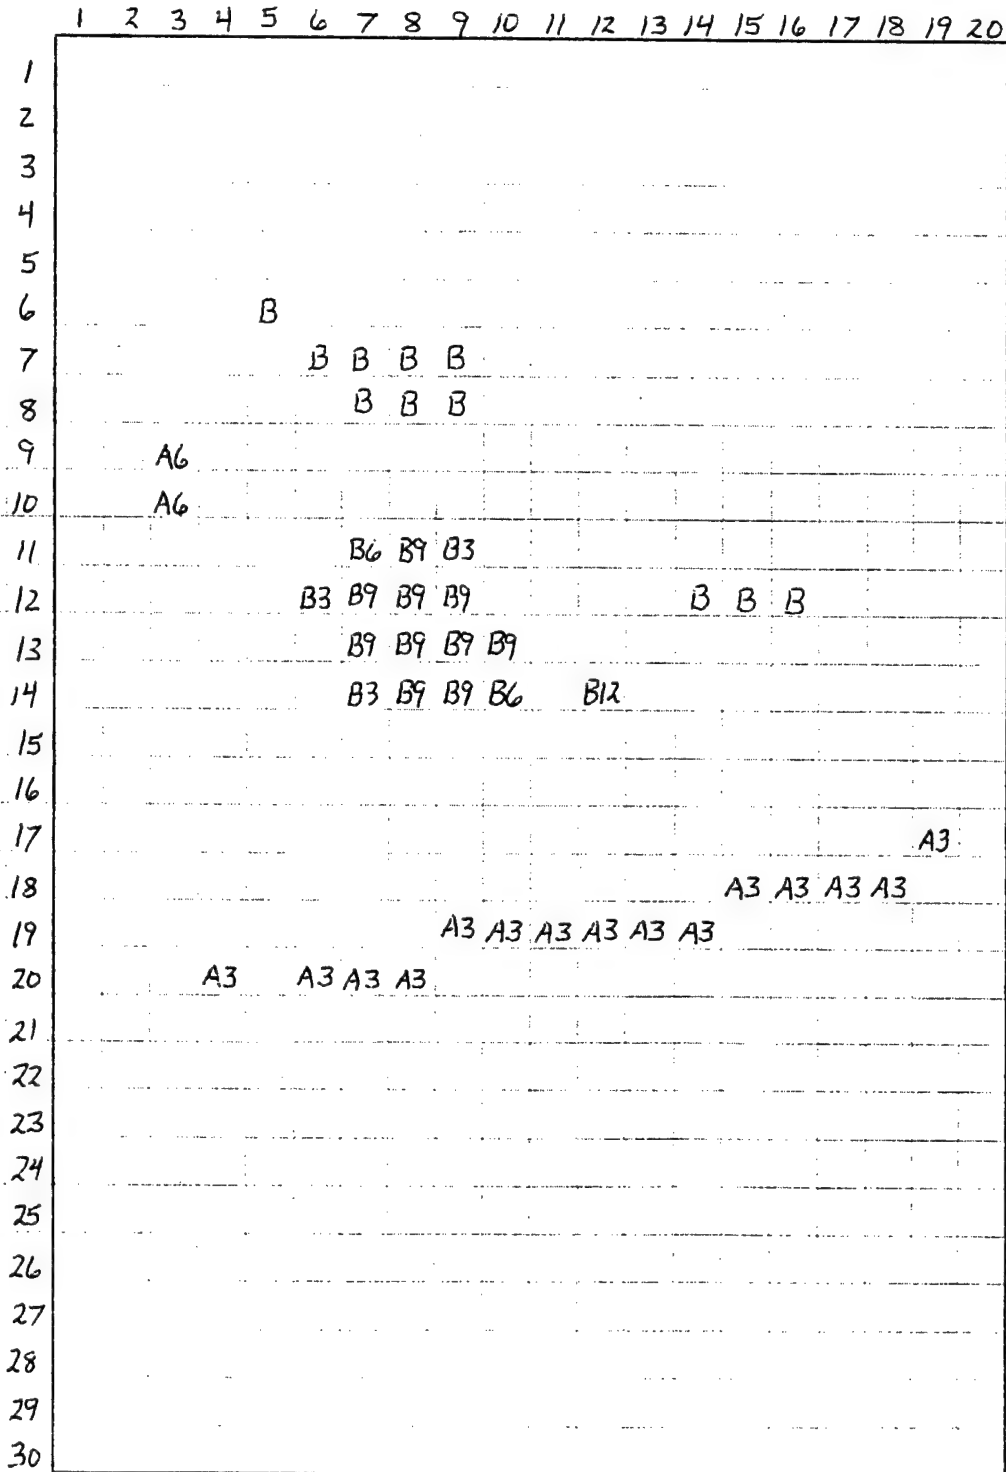 1 2 3 4 5 6 7 8 9 10 11 12 13 14 15 16 17 18 19 20
1
2
3
4
5
6 B
7 B B B B
8 B B B
9 A6
10 A6
11 B6 B9 B3
12 B3 B9 B9 B9 B B B
13 B9 B9 B9 B9
14 B3 B9 B9 B6 B12
15
16
17 A3
18 A3 A3 A3 A3
19 A3 A3 A3 A3 A3 A3
20 A3 A3 A3 A3
21
22
23
24
25
26
27
28
29
30